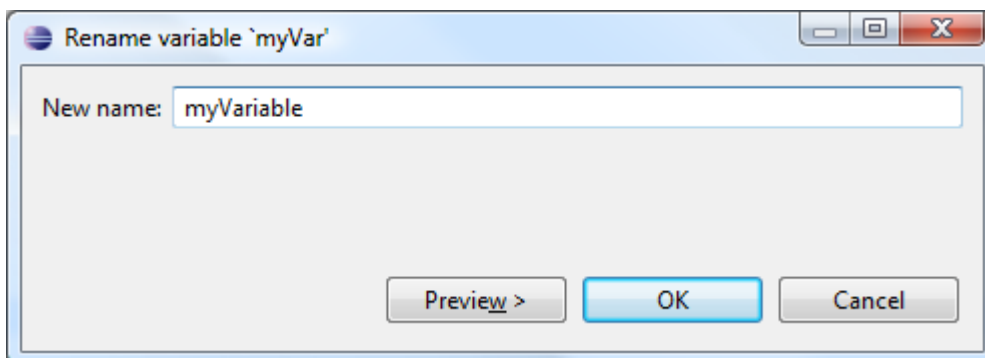 Rename variable `myVar'
New name: myVariable
Preview > OK Cancel